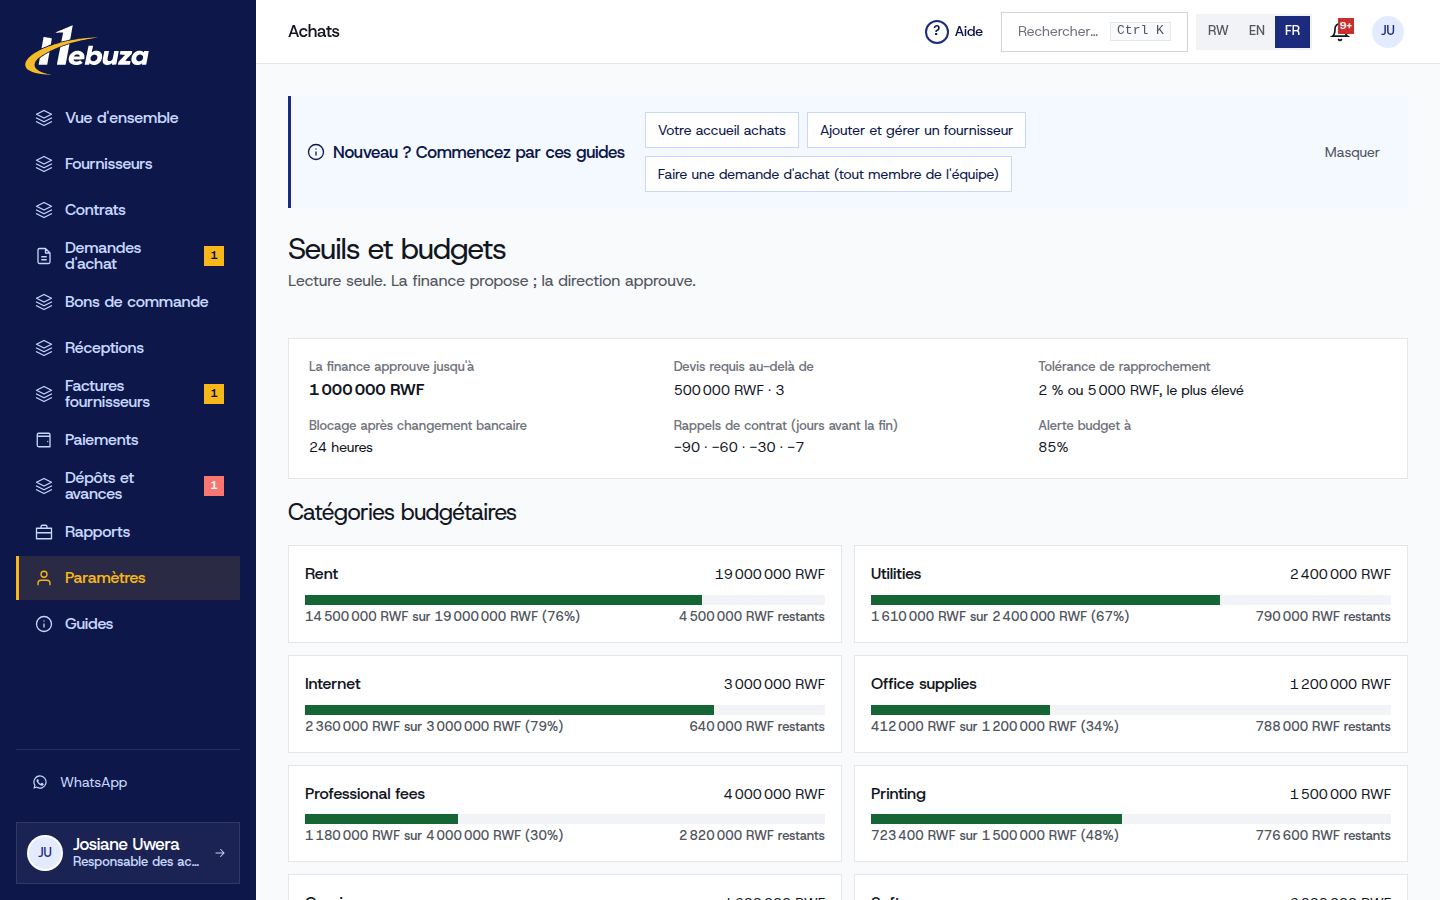 Hebuza
Vue d'ensemble
Fournisseurs
Contrats
Demandes
d'achat
1
Bons de commande
Réceptions
Factures
fournisseurs
1
Paiements
Dépôts et
avances
1
Rapports
Paramètres
Guides
WhatsApp
JU
Josiane Uwera
Responsable des ac…
Achats
? Aide
Rechercher… Ctrl K
RW EN FR
9+
JU
Nouveau ? Commencez par ces guides
Votre accueil achats
Ajouter et gérer un fournisseur
Faire une demande d'achat (tout membre de l'équipe)
Masquer
Seuils et budgets
Lecture seule. La finance propose ; la direction approuve.
La finance approuve jusqu'à
1 000 000 RWF
Devis requis au-delà de
500 000 RWF · 3
Tolérance de rapprochement
2 % ou 5 000 RWF, le plus élevé
Blocage après changement bancaire
24 heures
Rappels de contrat (jours avant la fin)
−90 · −60 · −30 · −7
Alerte budget à
85%
Catégories budgétaires
Rent 19 000 000 RWF
14 500 000 RWF sur 19 000 000 RWF (76%) 4 500 000 RWF restants
Utilities 2 400 000 RWF
1 610 000 RWF sur 2 400 000 RWF (67%) 790 000 RWF restants
Internet 3 000 000 RWF
2 360 000 RWF sur 3 000 000 RWF (79%) 640 000 RWF restants
Office supplies 1 200 000 RWF
412 000 RWF sur 1 200 000 RWF (34%) 788 000 RWF restants
Professional fees 4 000 000 RWF
1 180 000 RWF sur 4 000 000 RWF (30%) 2 820 000 RWF restants
Printing 1 500 000 RWF
723 400 RWF sur 1 500 000 RWF (48%) 776 600 RWF restants